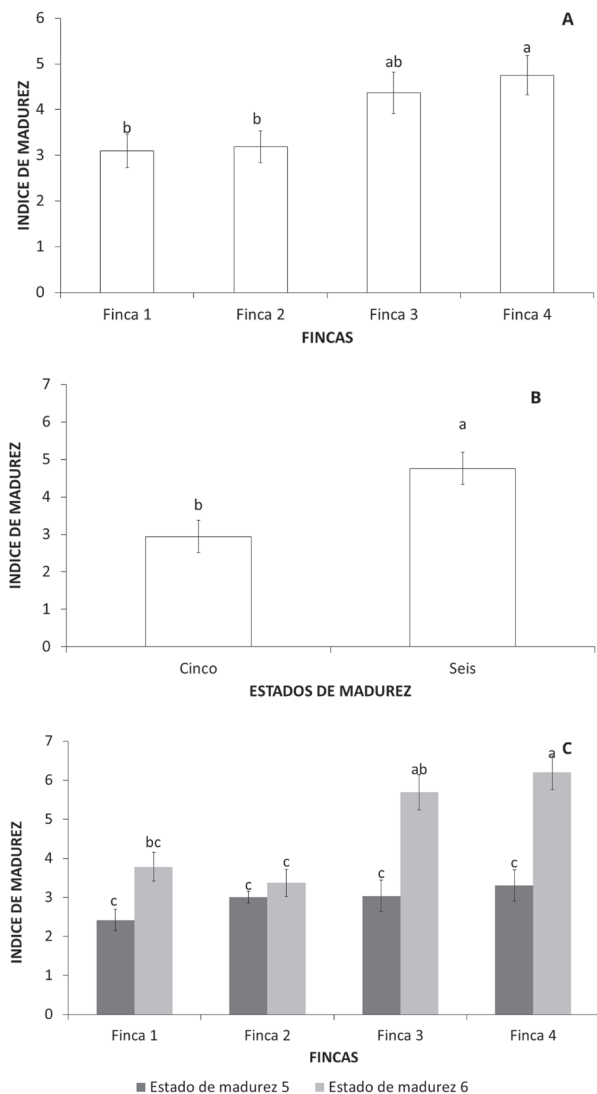 A
INDICE DE MADUREZ
6
5
4
3
2
1
0
b
b
ab
a
Finca 1 Finca 2 Finca 3 Finca 4
FINCAS
B
INDICE DE MADUREZ
7
6
5
4
3
2
1
0
b
a
Cinco Seis
ESTADOS DE MADUREZ
C
INDICE DE MADUREZ
7
6
5
4
3
2
1
0
c bc
c c
c ab
c a
Finca 1 Finca 2 Finca 3 Finca 4
FINCAS
Estado de madurez 5 Estado de madurez 6